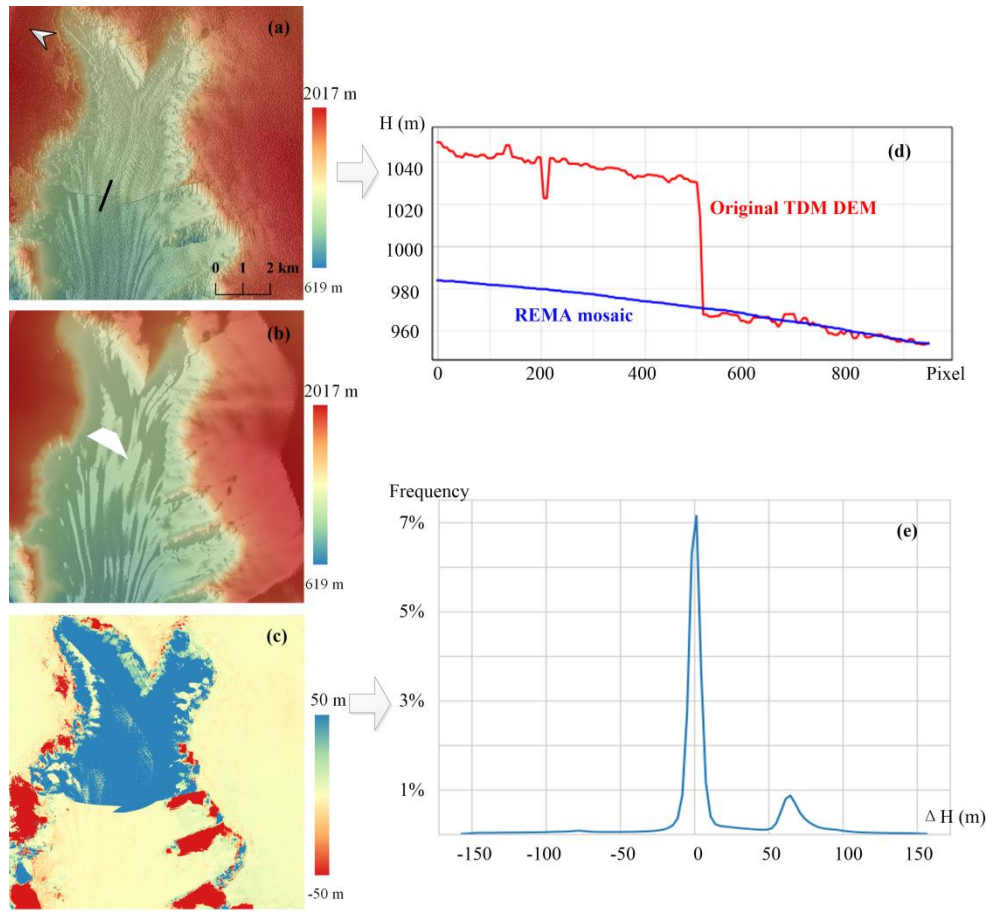 (a)
2017 m
619 m
0 1 2 km
(b)
2017 m
619 m
(c)
50 m
-50 m
H (m)
(d)
1040
1020
1000
980
960
Original TDM DEM
REMA mosaic
0 200 400 600 800 Pixel
Frequency
(e)
7%
5%
3%
1%
Δ H (m)
-150 -100 -50 0 50 100 150